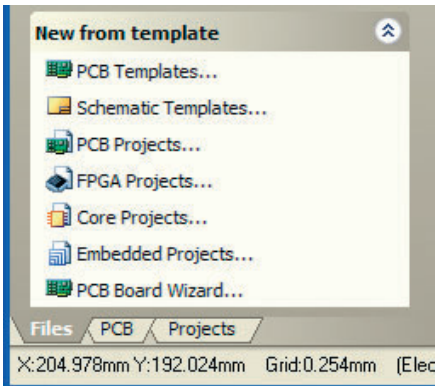 New from template
PCB Templates...
Schematic Templates...
PCB Projects...
FPGA Projects...
Core Projects...
Embedded Projects...
PCB Board Wizard...
Files PCB Projects
X:204.978mm Y:192.024mm Grid:0.254mm (Elec